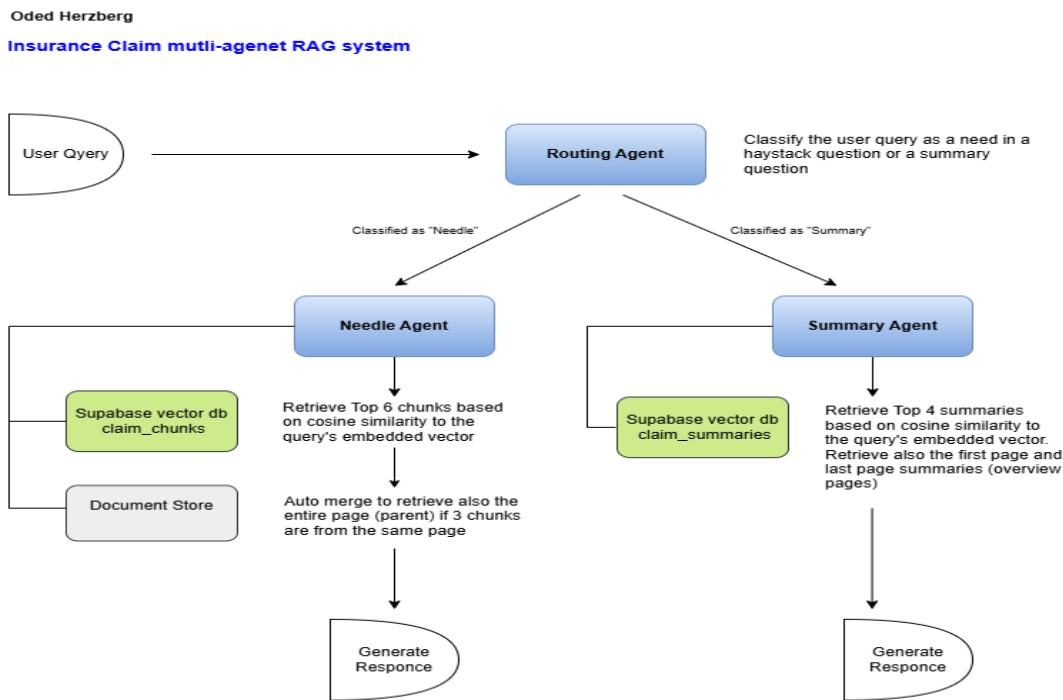 Oded Herzberg
Insurance Claim mutli-agenet RAG system
User Qyery
Routing Agent
Classify the user query as a need in a
haystack question or a summary
question
Classified as "Needle"
Classified as "Summary"
Needle Agent
Summary Agent
Supabase vector db
claim_chunks
Retrieve Top 6 chunks based
on cosine similarity to the
query's embedded vector
Supabase vector db
claim_summaries
Retrieve Top 4 summaries
based on cosine similarity to
the query's embedded vector.
Retrieve also the first page and
last page summaries (overview
pages)
Document Store
Auto merge to retrieve also the
entire page (parent) if 3 chunks
are from the same page
Generate
Responce
Generate
Responce